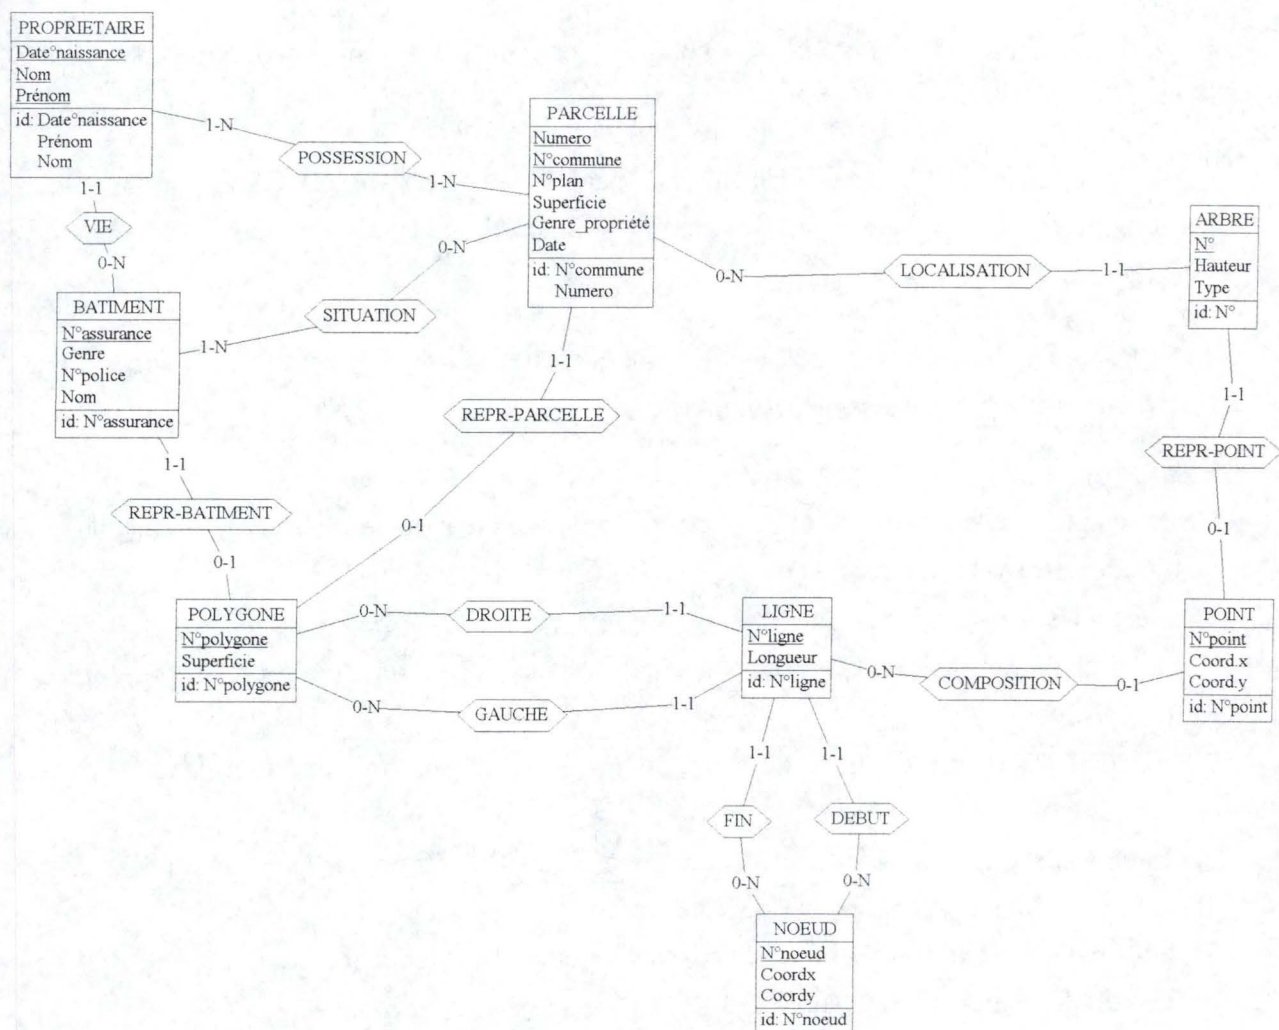 PROPRIETAIRE
Date°naissance
Nom
Prénom
id: Date°naissance
Prénom
Nom
1-N
POSSESSION
1-N
PARCELLE
Numero
N°commune
N°plan
Superficie
Genre_propriété
Date
id: N°commune
Numero
1-1
VIE
0-N
0-N
SITUATION
1-N
BATIMENT
N°assurance
Genre
N°police
Nom
id: N°assurance
0-N
LOCALISATION
1-1
ARBRE
N°
Hauteur
Type
id: N°
1-1
REPR-PARCELLE
0-1
1-1
REPR-POINT
0-1
1-1
REPR-BATIMENT
0-1
POLYGONE
N°polygone
Superficie
id: N°polygone
0-N
DROITE
1-1
0-N
GAUCHE
1-1
LIGNE
N°ligne
Longueur
id: N°ligne
0-N
COMPOSITION
0-1
POINT
N°point
Coord.x
Coord.y
id: N°point
1-1
1-1
FIN
DEBUT
0-N
0-N
NOEUD
N°noeud
Coordx
Coordy
id: N°noeud